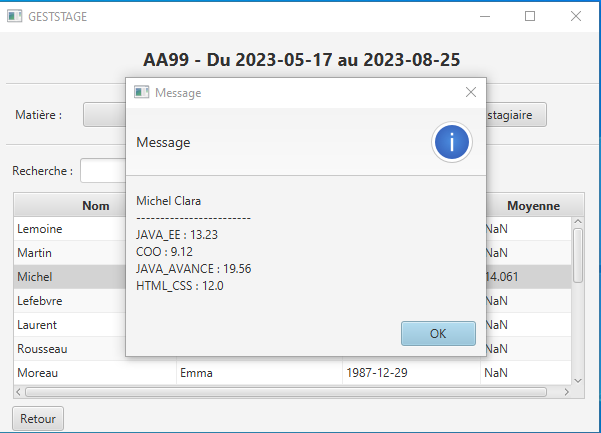 GESTSTAGE
AA99 - Du 2023-05-17 au 2023-08-25
Matière :
stagiaire
Recherche :
Nom Moyenne
Lemoine NaN
Martin NaN
Michel 14.061
Lefebvre NaN
Laurent NaN
Rousseau NaN
Moreau Emma 1987-12-29 NaN
Retour
Message
Message
Michel Clara
------------------------
JAVA_EE : 13.23
COO : 9.12
JAVA_AVANCE : 19.56
HTML_CSS : 12.0
OK